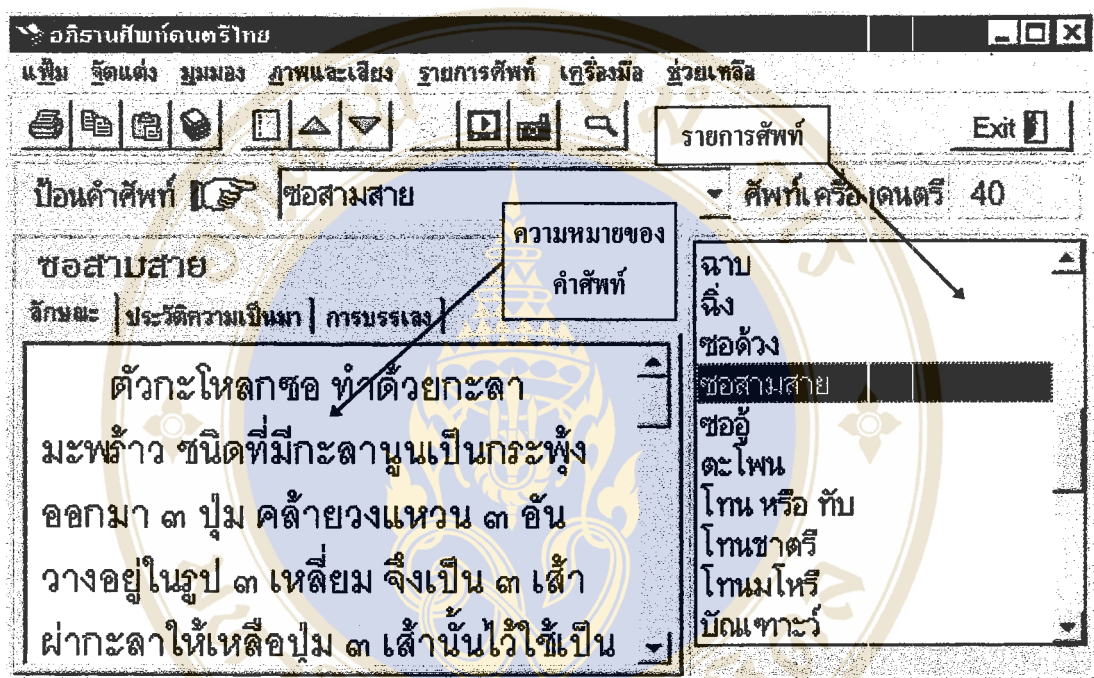 อภิธานศัพท์ดนตรีไทย
แฟ้ม จัดแต่ง มุมมอง ภาพและเสียง รายการศัพท์ เครื่องมือ ช่วยเหลือ
Exit
รายการศัพท์
ป้อนคำศัพท์ ซอสามสาย ศัพท์เครื่องดนตรี 40
ความหมายของ
คำศัพท์
ซอสามสาย
ลักษณะ ประวัติความเป็นมา การบรรเลง
ตัวกะโหลกซอ ทำด้วยกะลา
มะพร้าว ชนิดที่มีกะลานูนเป็นกระพุ้ง
ออกมา ๓ ปุ่ม คล้ายวงแหวน ๓ อัน
วางอยู่ในรูป ๓ เหลี่ยม จึงเป็น ๓ เส้า
ผ่ากะลาให้เหลือปุ่ม ๓ เส้านั้นไว้ใช้เป็น
ฉาบ
ฉิ่ง
ซอด้วง
ซอสามสาย
ซออู้
ตะโพน
โทน หรือ ทับ
โทนชาตรี
โทนมโหรี
บัณเฑาะว์